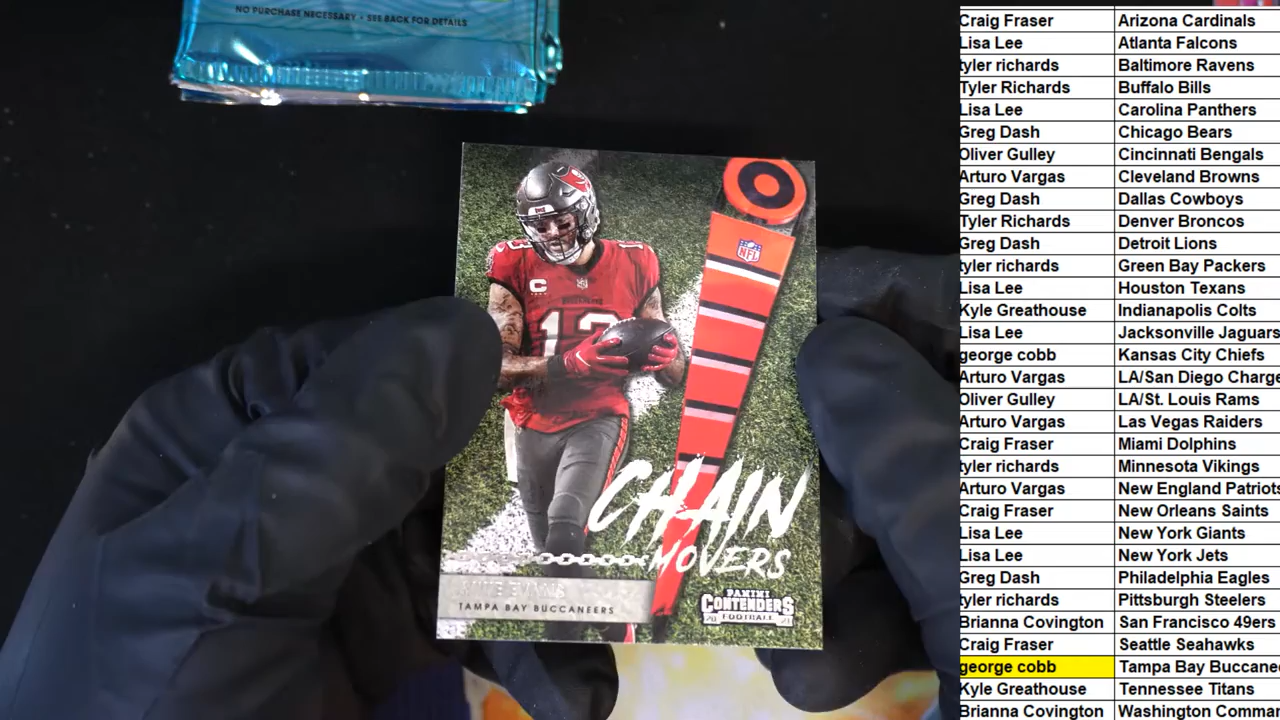 NO PURCHASE NECESSARY • SEE BACK FOR DETAILS
NFL
C
13
CHAIN
MOVERS
MIKE EVANS
TAMPA BAY BUCCANEERS
PANINI
CONTENDERS
20 FOOTBALL 21
Craig Fraser Arizona Cardinals
Lisa Lee Atlanta Falcons
tyler richards Baltimore Ravens
Tyler Richards Buffalo Bills
Lisa Lee Carolina Panthers
Greg Dash Chicago Bears
Oliver Gulley Cincinnati Bengals
Arturo Vargas Cleveland Browns
Greg Dash Dallas Cowboys
Tyler Richards Denver Broncos
Greg Dash Detroit Lions
tyler richards Green Bay Packers
Lisa Lee Houston Texans
Kyle Greathouse Indianapolis Colts
Lisa Lee Jacksonville Jaguars
george cobb Kansas City Chiefs
Arturo Vargas LA/San Diego Charge
Oliver Gulley LA/St. Louis Rams
Arturo Vargas Las Vegas Raiders
Craig Fraser Miami Dolphins
tyler richards Minnesota Vikings
Arturo Vargas New England Patriots
Craig Fraser New Orleans Saints
Lisa Lee New York Giants
Lisa Lee New York Jets
Greg Dash Philadelphia Eagles
tyler richards Pittsburgh Steelers
Brianna Covington San Francisco 49ers
Craig Fraser Seattle Seahawks
george cobb Tampa Bay Buccane
Kyle Greathouse Tennessee Titans
Brianna Covington Washington Comman